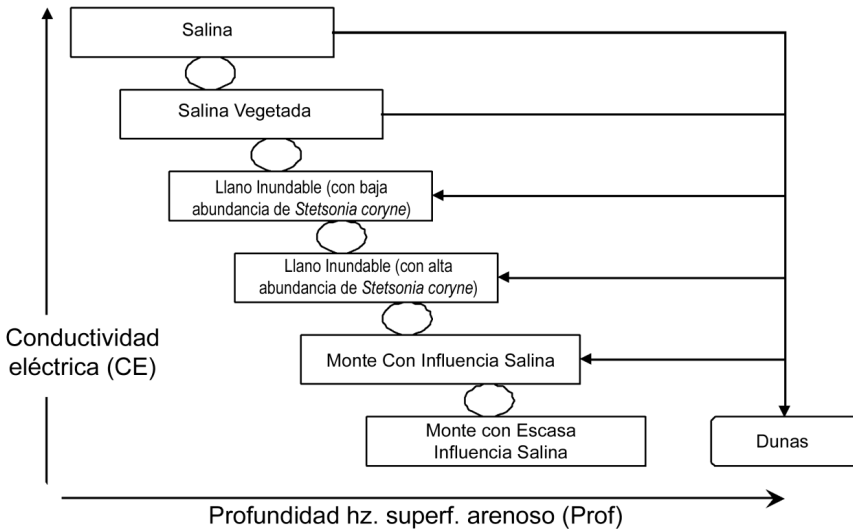 Salina
Salina Vegetada
Llano Inundable (con baja
abundancia de Stetsonia coryne)
Llano Inundable (con alta
abundancia de Stetsonia coryne)
Conductividad
eléctrica (CE)
Monte Con Influencia Salina
Monte con Escasa
Influencia Salina
Dunas
Profundidad hz. superf. arenoso (Prof)